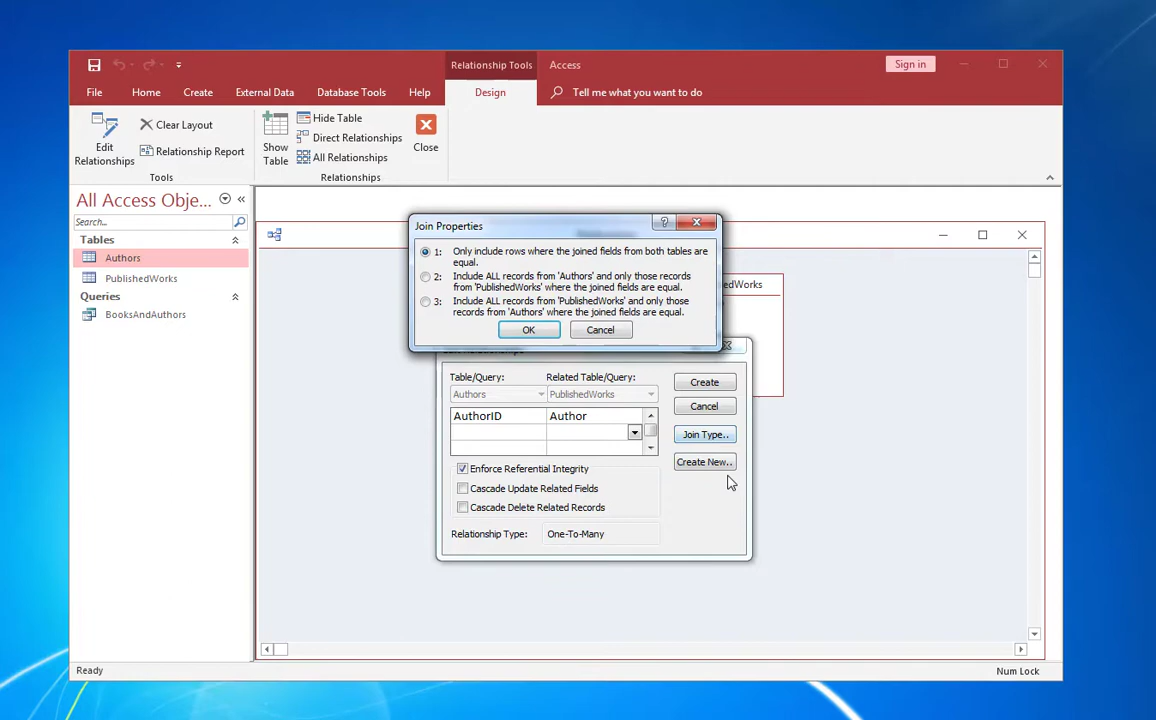 Relationship Tools
Access
Sign in
File
Home
Create
External Data
Database Tools
Help
Design
Tell me what you want to do
Edit
Relationships
Clear Layout
Relationship Report
Tools
Show
Table
Hide Table
Direct Relationships
All Relationships
Relationships
Close
All Access Obje...
Search...
Tables
Authors
PublishedWorks
Queries
BooksAndAuthors
Join Properties
1: Only include rows where the joined fields from both tables are
equal.
2: Include ALL records from 'Authors' and only those records
from 'PublishedWorks' where the joined fields are equal.
3: Include ALL records from 'PublishedWorks' and only those
records from 'Authors' where the joined fields are equal.
OK
Cancel
edWorks
Table/Query:
Related Table/Query:
Authors
PublishedWorks
AuthorID
Author
Enforce Referential Integrity
Cascade Update Related Fields
Cascade Delete Related Records
Relationship Type:
One-To-Many
Create
Cancel
Join Type..
Create New..
Ready
Num Lock